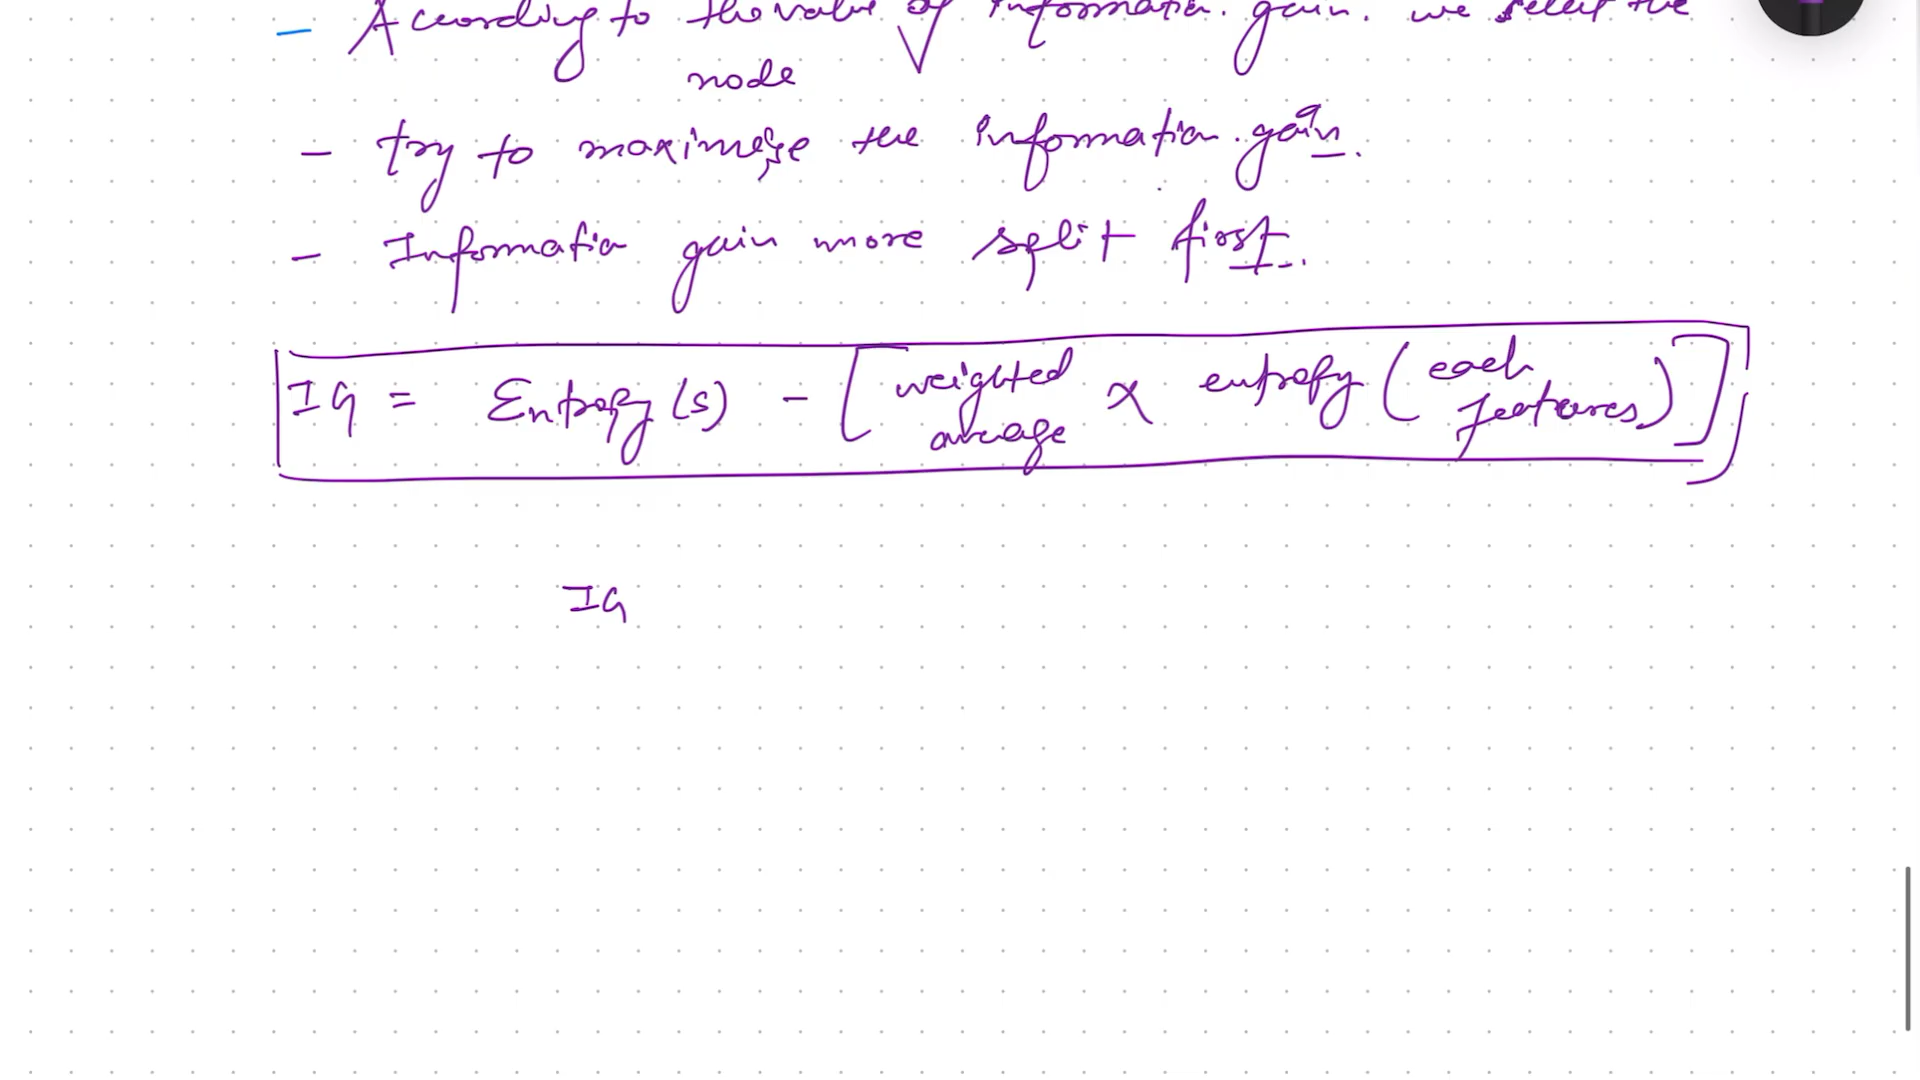 - According to the value of information. gain. we select the
node
- try to maximize the information.gain.
- Information gain more split first.
IG = Entropy(s) - [weighted average × entropy (each features)]
IG